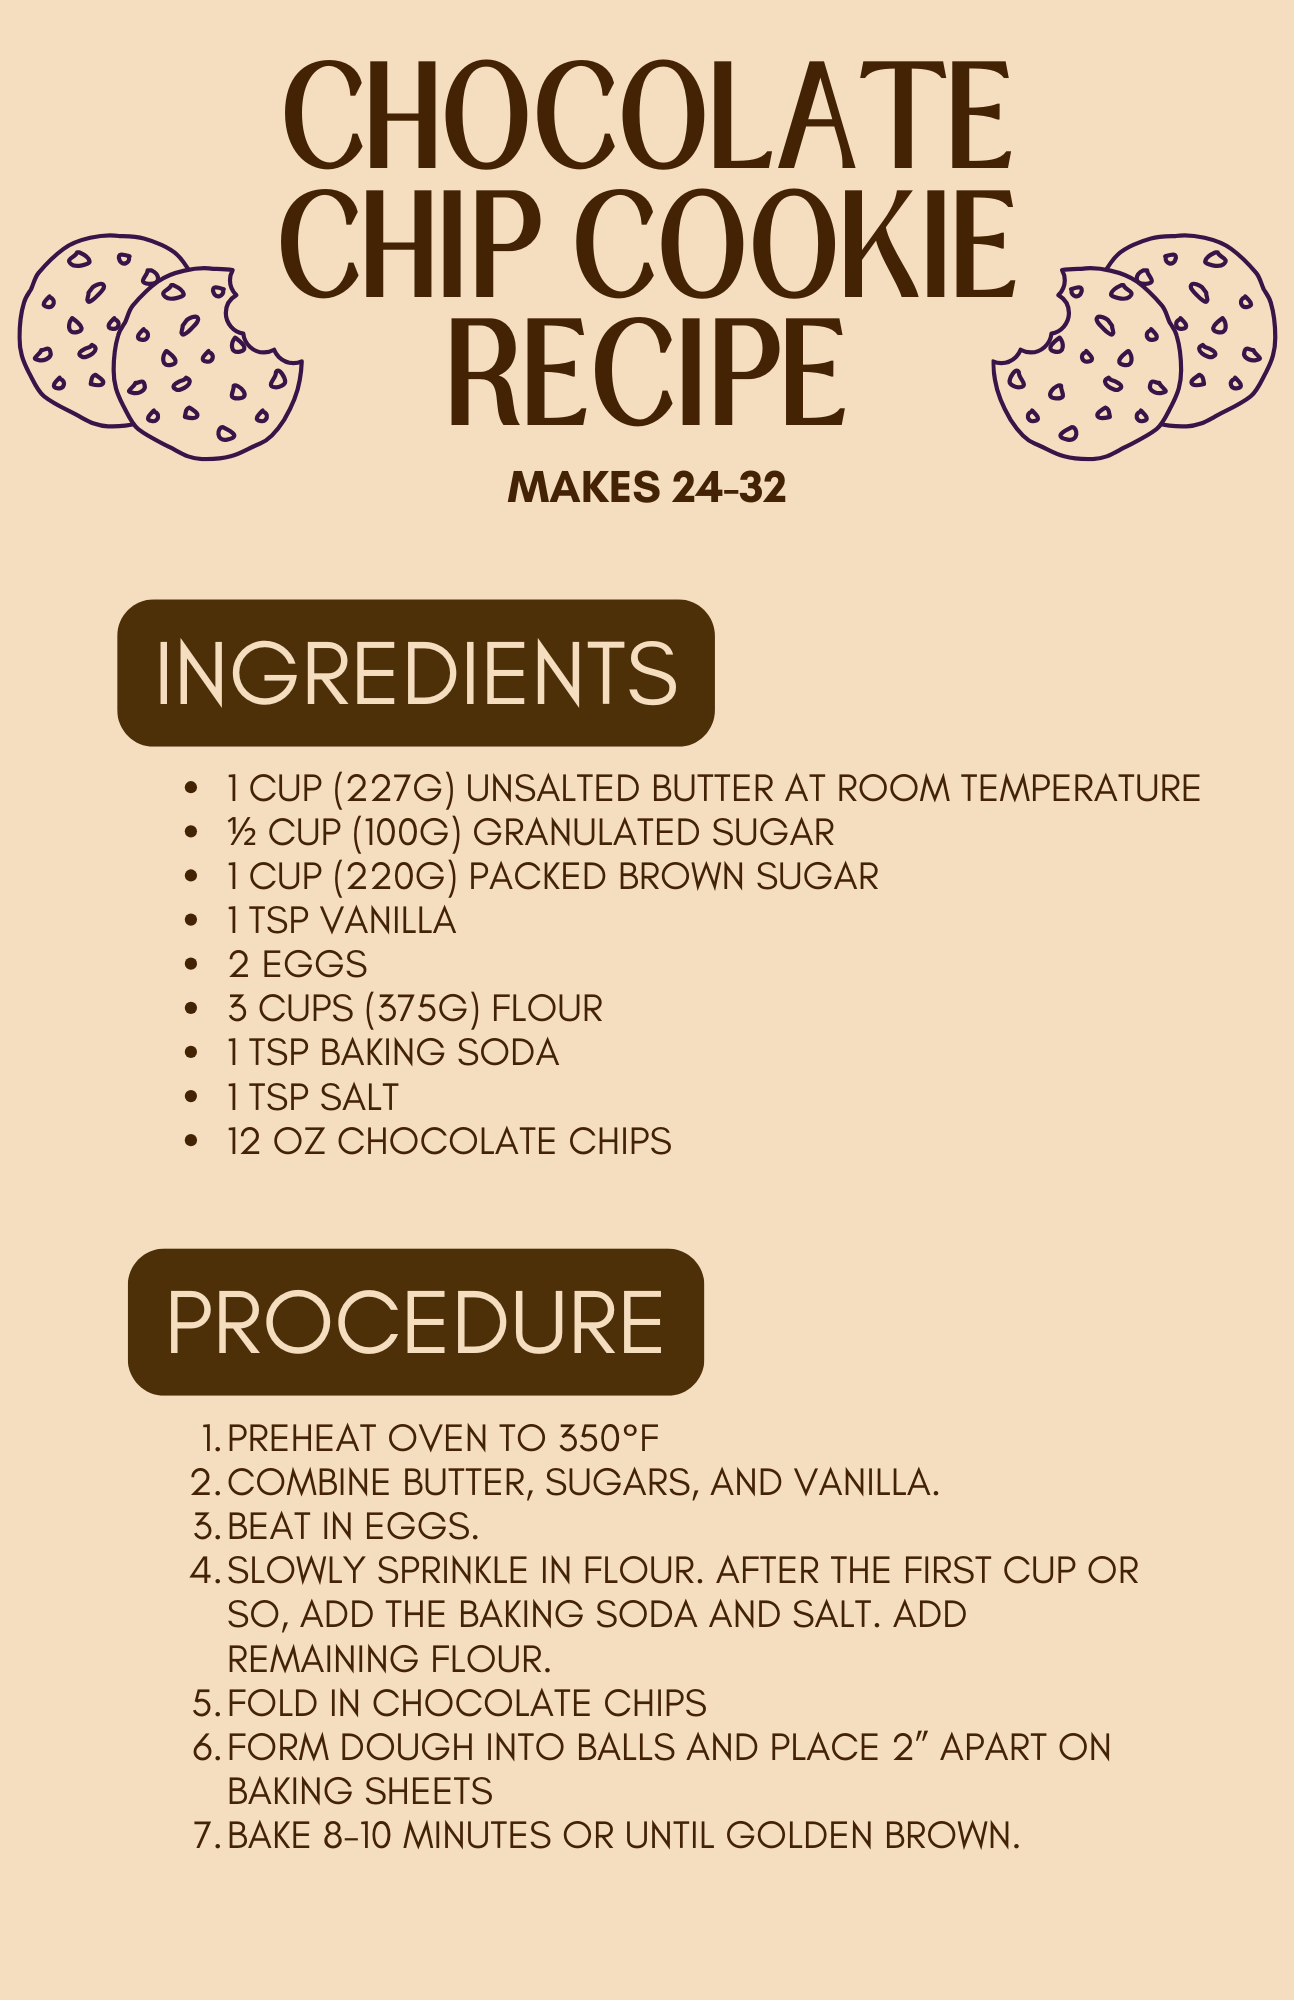 CHOCOLATE
CHIP COOKIE
RECIPE
MAKES 24-32
INGREDIENTS
• 1 CUP (227G) UNSALTED BUTTER AT ROOM TEMPERATURE
• ½ CUP (100G) GRANULATED SUGAR
• 1 CUP (220G) PACKED BROWN SUGAR
• 1 TSP VANILLA
• 2 EGGS
• 3 CUPS (375G) FLOUR
• 1 TSP BAKING SODA
• 1 TSP SALT
• 12 OZ CHOCOLATE CHIPS
PROCEDURE
1. PREHEAT OVEN TO 350°F
2. COMBINE BUTTER, SUGARS, AND VANILLA.
3. BEAT IN EGGS.
4. SLOWLY SPRINKLE IN FLOUR. AFTER THE FIRST CUP OR
SO, ADD THE BAKING SODA AND SALT. ADD
REMAINING FLOUR.
5. FOLD IN CHOCOLATE CHIPS
6. FORM DOUGH INTO BALLS AND PLACE 2” APART ON
BAKING SHEETS
7. BAKE 8-10 MINUTES OR UNTIL GOLDEN BROWN.